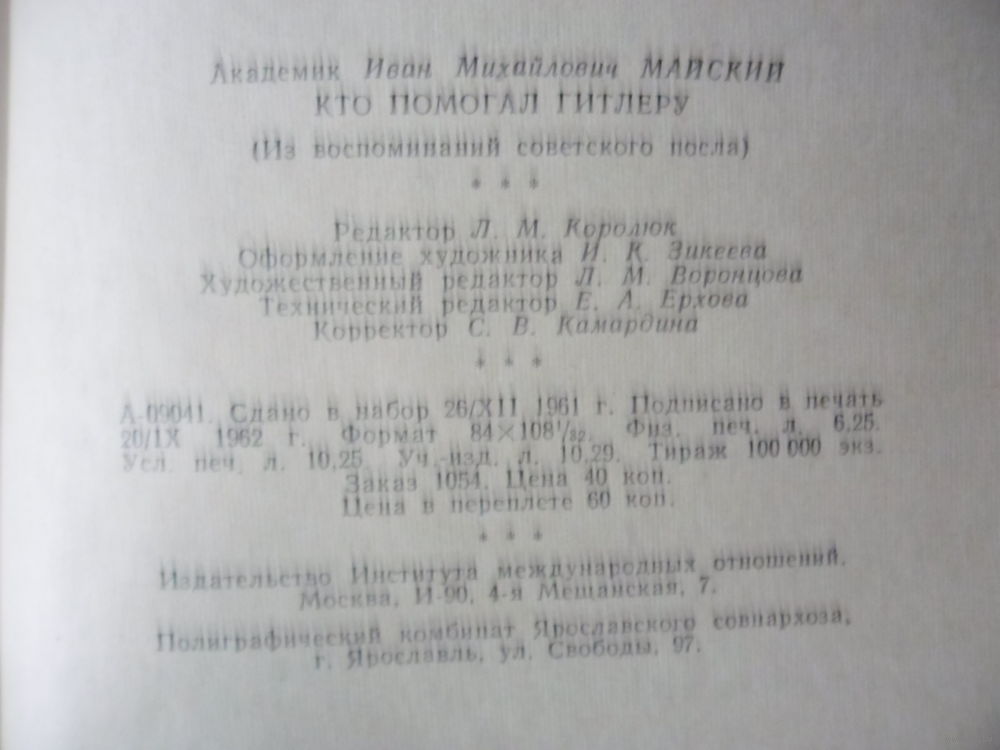 Академик Иван Михайлович МАЙСКИЙ
КТО ПОМОГАЛ ГИТЛЕРУ
(Из воспоминаний советского посла)
* * *
Редактор Л. М. Королюк
Оформление художника И. К. Зикеева
Художественный редактор Л. М. Воронцова
Технический редактор Е. А. Ерхова
Корректор С. В. Камардина
* * *
А-09041. Сдано в набор 26/XII 1961 г. Подписано в печать
20/IX 1962 г. Формат 84×108¹/₃₂. Физ. печ. л. 6,25.
Усл. печ. л. 10,25. Уч.-изд. л. 10,29. Тираж 100 000 экз.
Заказ 1054. Цена 40 коп.
Цена в переплете 60 коп.
* * *
Издательство Института международных отношений.
Москва, И-90, 4-я Мещанская, 7.
Полиграфический комбинат Ярославского совнархоза,
г. Ярославль, ул. Свободы, 97.